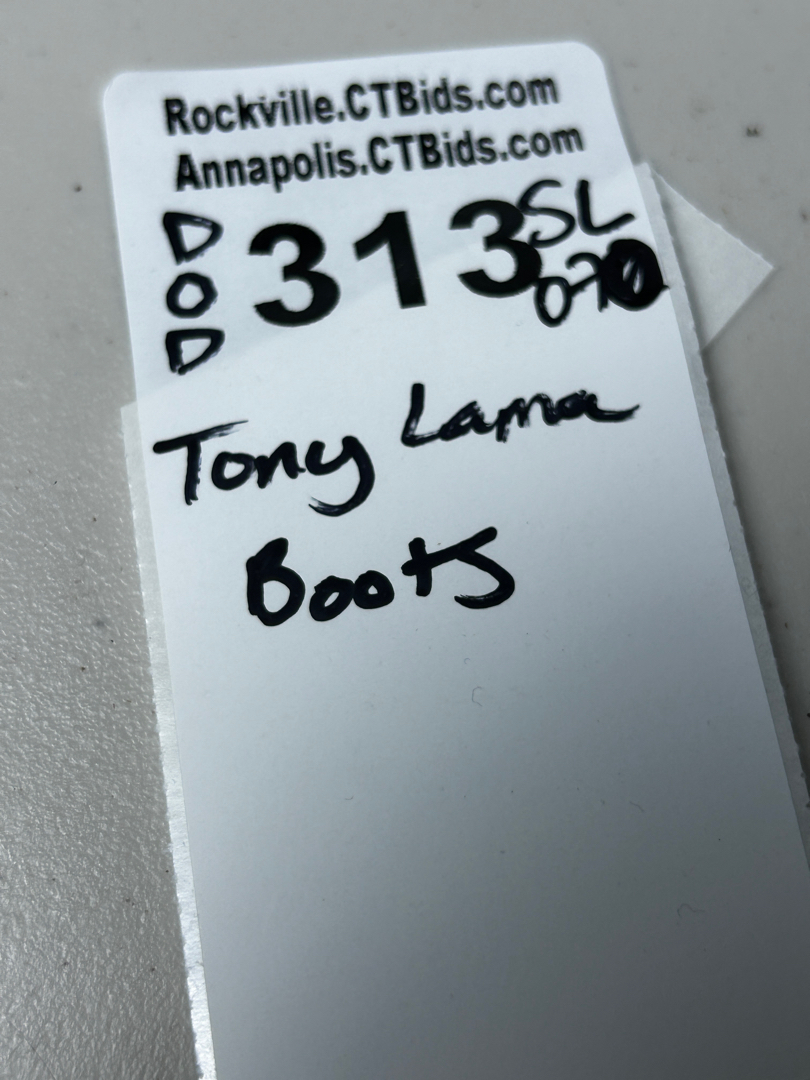 Rockville.CTBids.com
Annapolis.CTBids.com
DOD
313
SL
070
Tony Lama
Boots